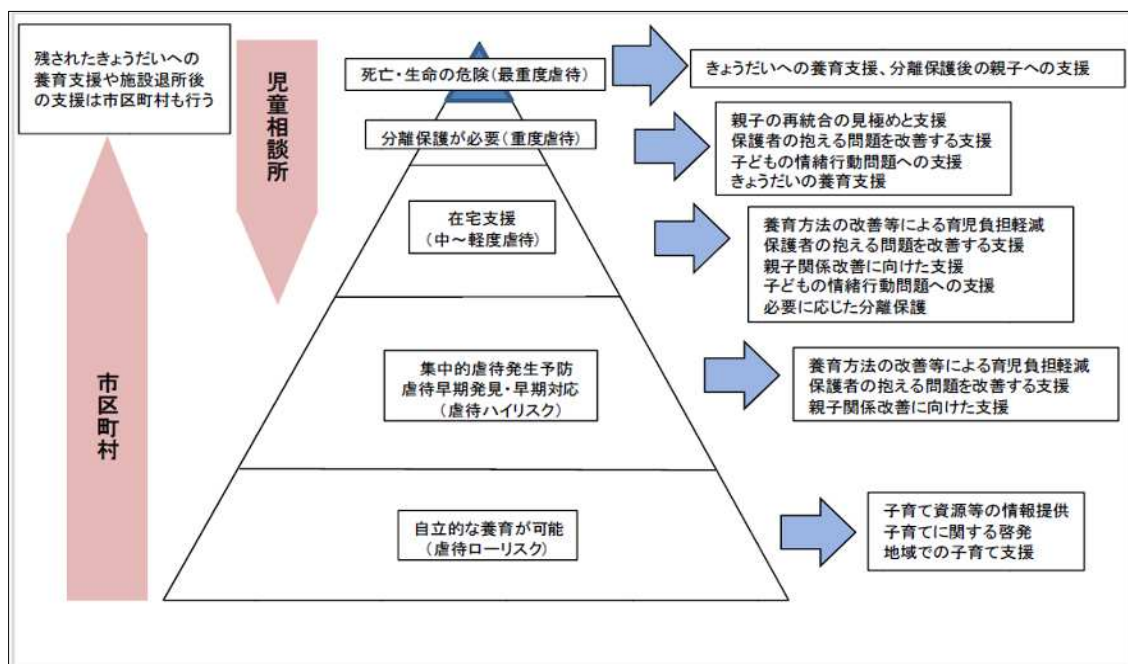 残されたきょうだいへの
養育支援や施設退所後
の支援は市区町村も行う
児童相談所
市区町村
死亡・生命の危険(最重度虐待)
きょうだいへの養育支援、分離保護後の親子への支援
分離保護が必要(重度虐待)
親子の再統合の見極めと支援
保護者の抱える問題を改善する支援
子どもの情緒行動問題への支援
きょうだいの養育支援
在宅支援
(中～軽度虐待)
養育方法の改善等による育児負担軽減
保護者の抱える問題を改善する支援
親子関係改善に向けた支援
子どもの情緒行動問題への支援
必要に応じた分離保護
集中的虐待発生予防
虐待早期発見・早期対応
(虐待ハイリスク)
養育方法の改善等による育児負担軽減
保護者の抱える問題を改善する支援
親子関係改善に向けた支援
自立的な養育が可能
(虐待ローリスク)
子育て資源等の情報提供
子育てに関する啓発
地域での子育て支援